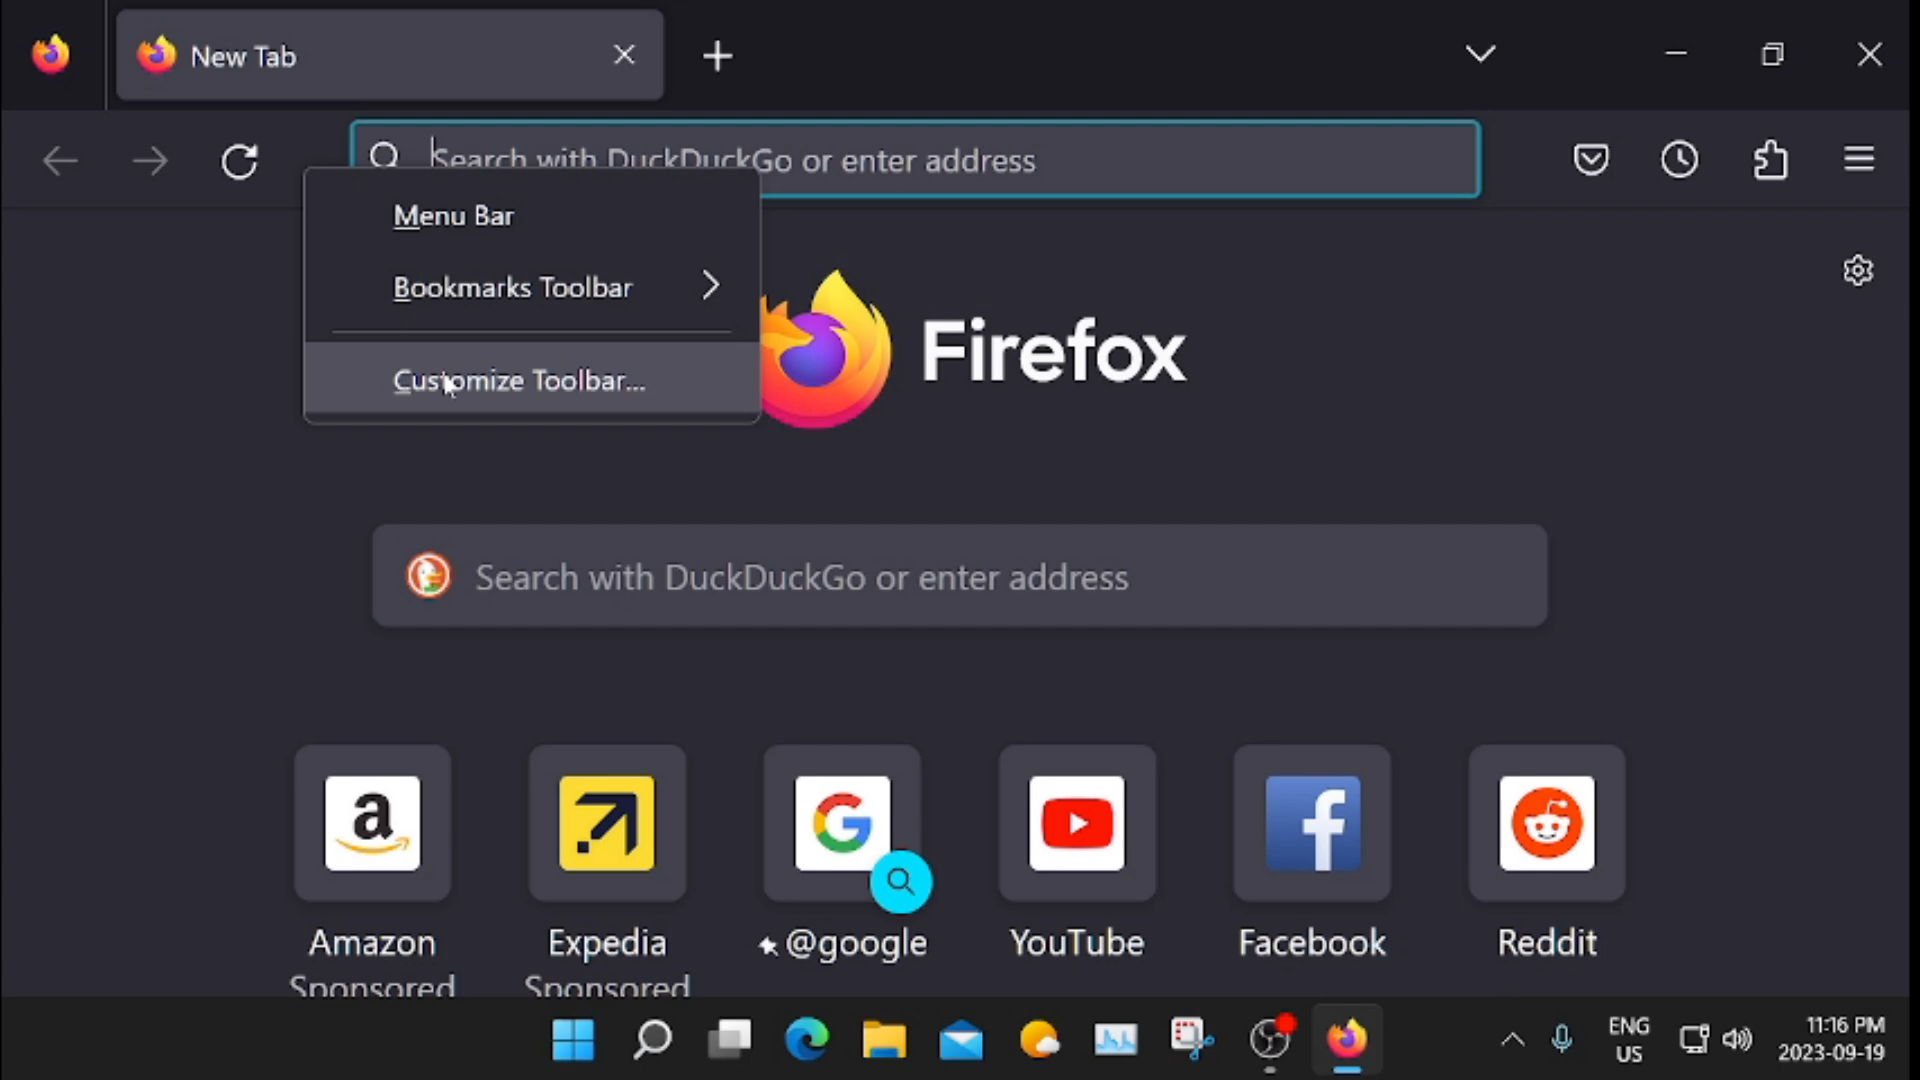 New Tab
Search with DuckDuckGo or enter address
Menu Bar
Bookmarks Toolbar
Customize Toolbar...
Firefox
Search with DuckDuckGo or enter address
Amazon
Sponsored
Expedia
Sponsored
@google
YouTube
Facebook
Reddit
ENG
US
11:16 PM
2023-09-19